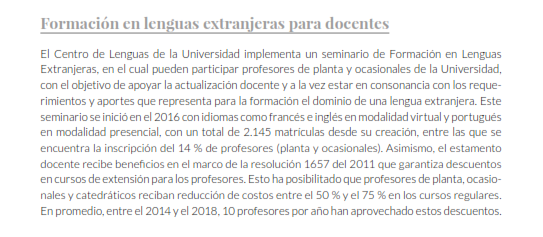 Formación en lenguas extranjeras para docentes
El Centro de Lenguas de la Universidad implementa un seminario de Formación en Lenguas
Extranjeras, en el cual pueden participar profesores de planta y ocasionales de la Universidad,
con el objetivo de apoyar la actualización docente y a la vez estar en consonancia con los reque-
rimientos y aportes que representa para la formación el dominio de una lengua extranjera. Este
seminario se inició en el 2016 con idiomas como francés e inglés en modalidad virtual y portugués
en modalidad presencial, con un total de 2.145 matrículas desde su creación, entre las que se
encuentra la inscripción del 14 % de profesores (planta y ocasionales). Asimismo, el estamento
docente recibe beneficios en el marco de la resolución 1657 del 2011 que garantiza descuentos
en cursos de extensión para los profesores. Esto ha posibilitado que profesores de planta, ocasio-
nales y catedráticos reciban reducción de costos entre el 50 % y el 75 % en los cursos regulares.
En promedio, entre el 2014 y el 2018, 10 profesores por año han aprovechado estos descuentos.